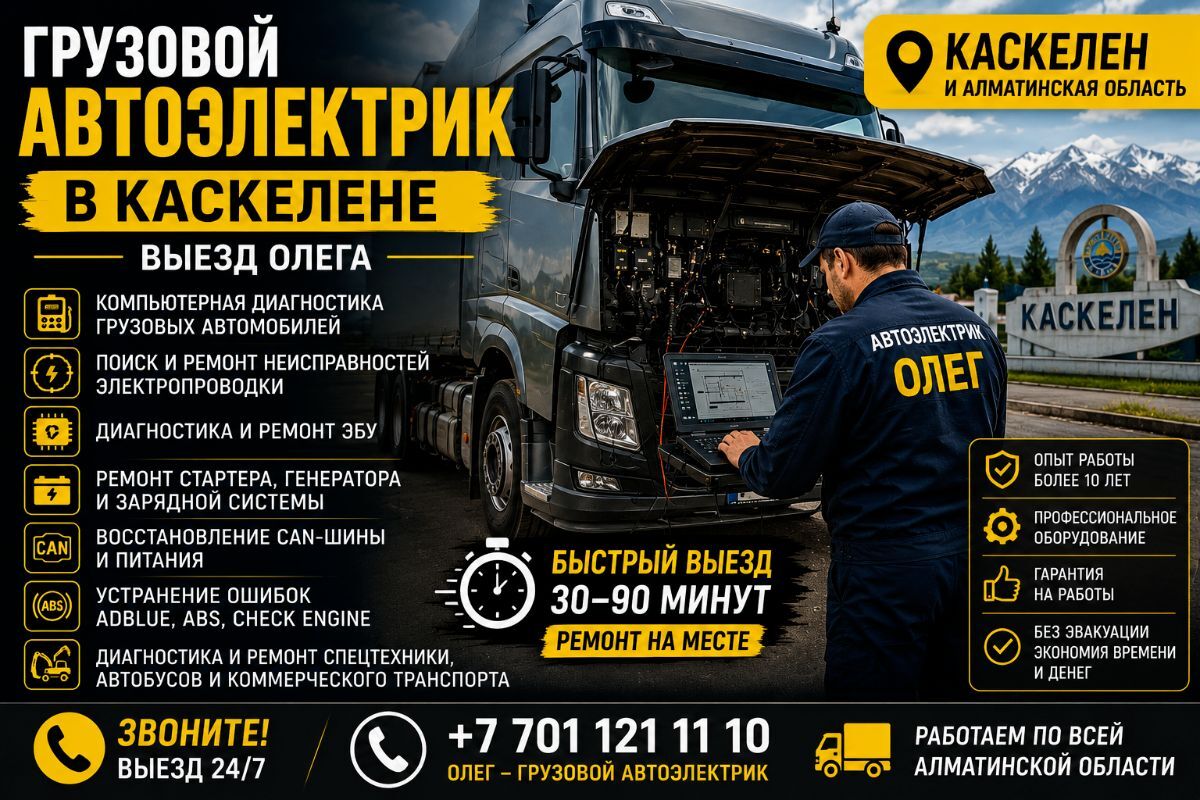 ГРУЗОВОЙ
АВТОЭЛЕКТРИК
В КАСКЕЛЕНЕ
ВЫЕЗД ОЛЕГА
КОМПЬЮТЕРНАЯ ДИАГНОСТИКА
ГРУЗОВЫХ АВТОМОБИЛЕЙ
ПОИСК И РЕМОНТ НЕИСПРАВНОСТЕЙ
ЭЛЕКТРОПРОВОДКИ
ДИАГНОСТИКА И РЕМОНТ ЭБУ
РЕМОНТ СТАРТЕРА, ГЕНЕРАТОРА
И ЗАРЯДНОЙ СИСТЕМЫ
CAN
ВОССТАНОВЛЕНИЕ CAN-ШИНЫ
И ПИТАНИЯ
ABS
УСТРАНЕНИЕ ОШИБОК
ADBLUE, ABS, CHECK ENGINE
ДИАГНОСТИКА И РЕМОНТ СПЕЦТЕХНИКИ,
АВТОБУСОВ И КОММЕРЧЕСКОГО ТРАНСПОРТА
КАСКЕЛЕН
И АЛМАТИНСКАЯ ОБЛАСТЬ
КАСКЕЛЕН
АВТОЭЛЕКТРИК
ОЛЕГ
БЫСТРЫЙ ВЫЕЗД
30–90 МИНУТ
РЕМОНТ НА МЕСТЕ
ОПЫТ РАБОТЫ
БОЛЕЕ 10 ЛЕТ
ПРОФЕССИОНАЛЬНОЕ
ОБОРУДОВАНИЕ
ГАРАНТИЯ
НА РАБОТЫ
БЕЗ ЭВАКУАЦИИ
ЭКОНОМИЯ ВРЕМЕНИ
И ДЕНЕГ
ЗВОНИТЕ!
ВЫЕЗД 24/7
+7 701 121 11 10
ОЛЕГ – ГРУЗОВОЙ АВТОЭЛЕКТРИК
РАБОТАЕМ ПО ВСЕЙ
АЛМАТИНСКОЙ ОБЛАСТИ